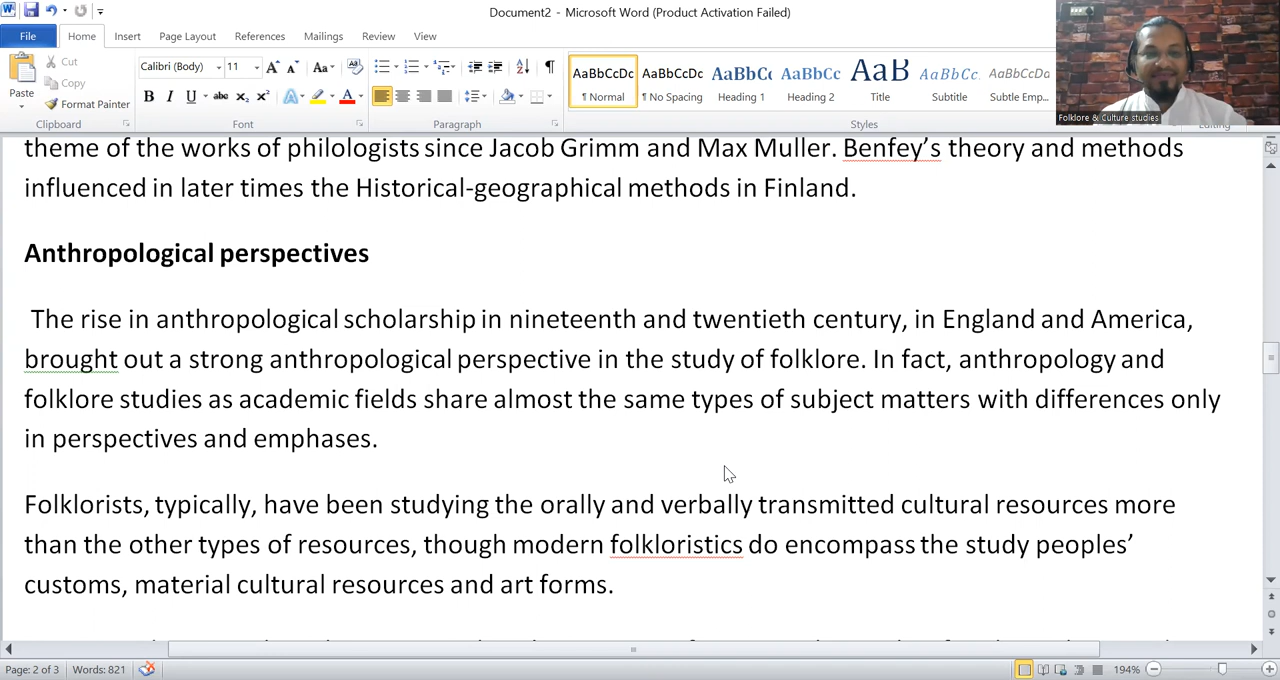 Document2 - Microsoft Word (Product Activation Failed)
File Home Insert Page Layout References Mailings Review View
Cut
Copy
Format Painter
Paste
Clipboard
Calibri (Body) 11
Font
Paragraph
AaBbCcDc AaBbCcDc AaBbCc AaBbCc AaB AaBbCc. AaBbCcDc
¶ Normal ¶ No Spacing Heading 1 Heading 2 Title Subtitle Subtle Em...
Styles
Editing
Folklore & Culture studies
theme of the works of philologists since Jacob Grimm and Max Muller. Benfey’s theory and methods
influenced in later times the Historical-geographical methods in Finland.
Anthropological perspectives
The rise in anthropological scholarship in nineteenth and twentieth century, in England and America,
brought out a strong anthropological perspective in the study of folklore. In fact, anthropology and
folklore studies as academic fields share almost the same types of subject matters with differences only
in perspectives and emphases.
Folklorists, typically, have been studying the orally and verbally transmitted cultural resources more
than the other types of resources, though modern folkloristics do encompass the study peoples’
customs, material cultural resources and art forms.
Page: 2 of 3 Words: 821 194%